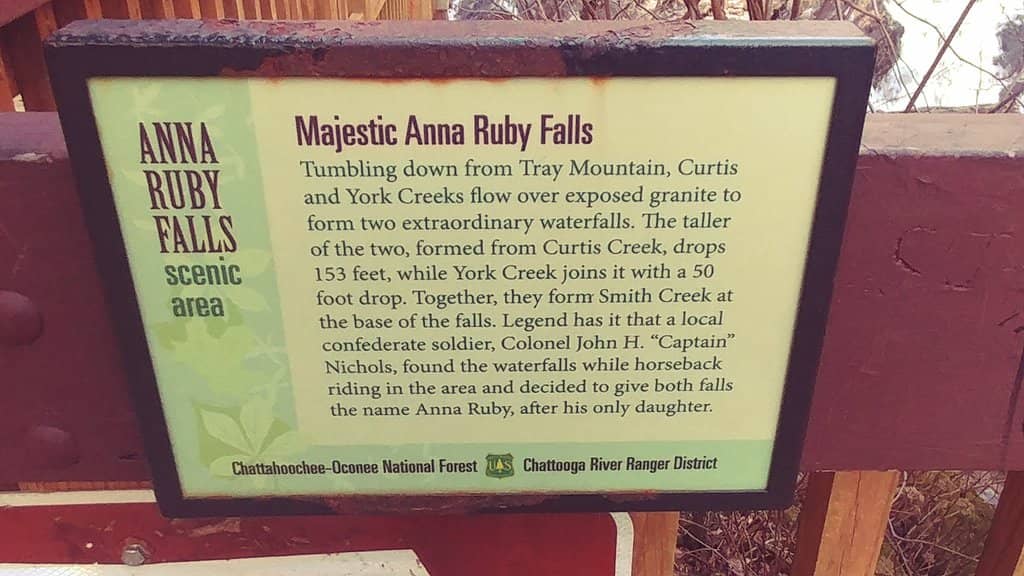 ANNA
RUBY
FALLS
scenic
area
Majestic Anna Ruby Falls
Tumbling down from Tray Mountain, Curtis
and York Creeks flow over exposed granite to
form two extraordinary waterfalls. The taller
of the two, formed from Curtis Creek, drops
153 feet, while York Creek joins it with a 50
foot drop. Together, they form Smith Creek at
the base of the falls. Legend has it that a local
confederate soldier, Colonel John H. “Captain”
Nichols, found the waterfalls while horseback
riding in the area and decided to give both falls
the name Anna Ruby, after his only daughter.
Chattahoochee-Oconee National Forest US Chattooga River Ranger District